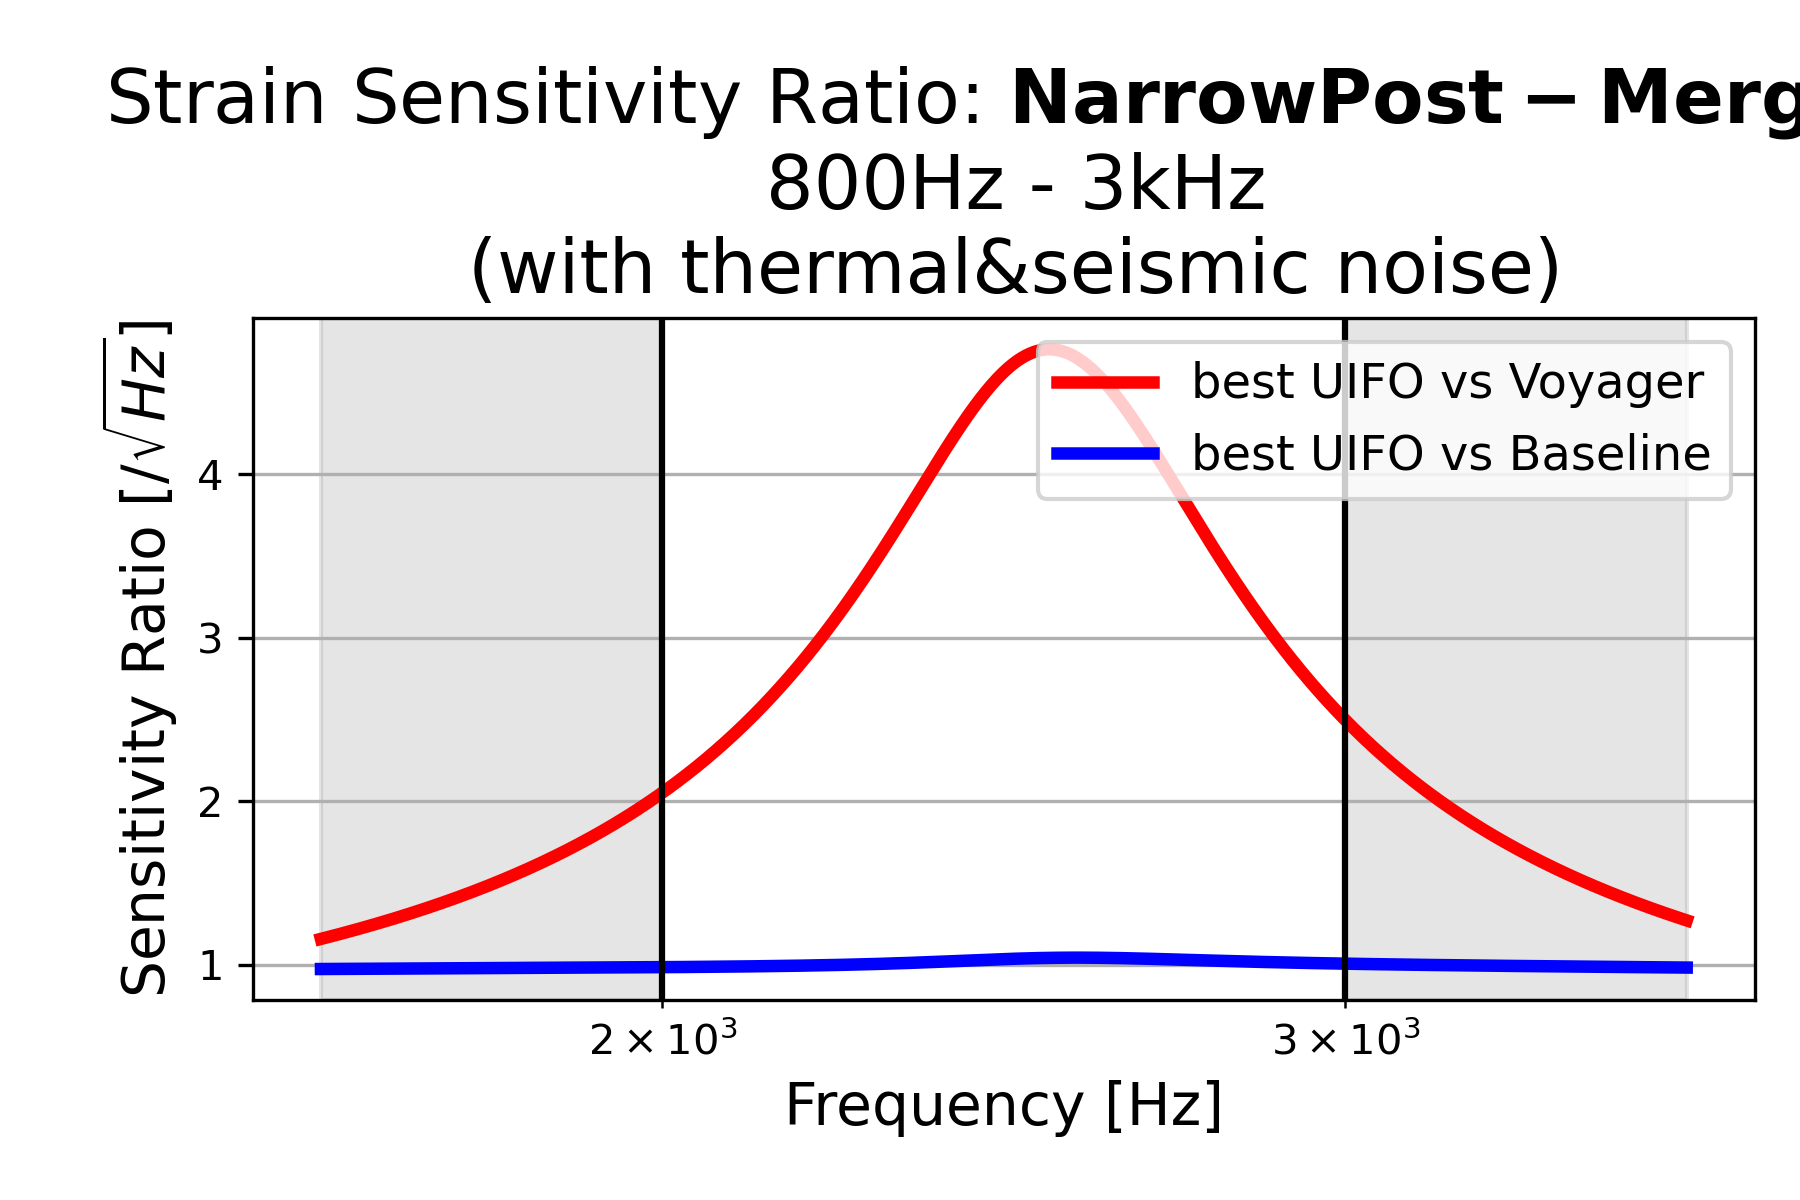 Strain Sensitivity Ratio: NarrowPost − Merg
800Hz - 3kHz
(with thermal&seismic noise)
Sensitivity Ratio [/√Hz]
best UIFO vs Voyager
best UIFO vs Baseline
4
3
2
1
2 × 10³
3 × 10³
Frequency [Hz]